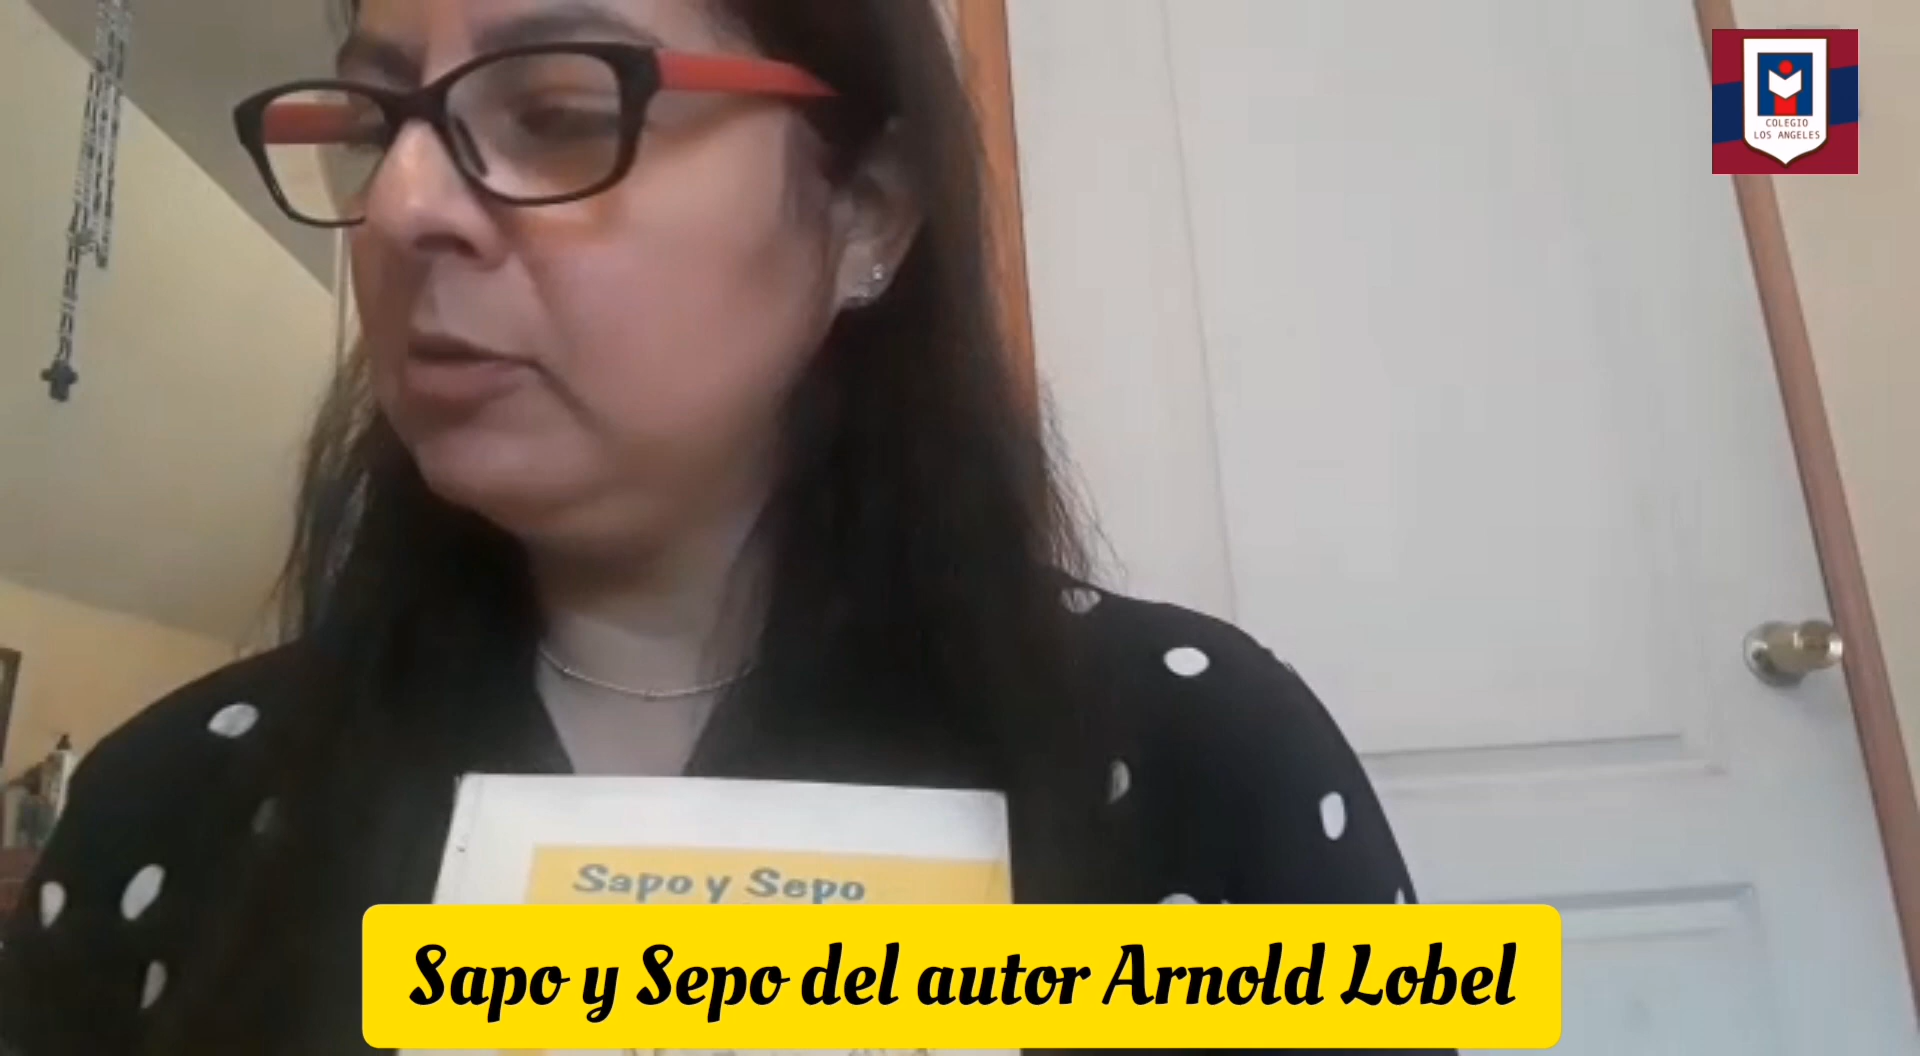 COLEGIO
LOS ANGELES
Sapo y Sepo
Sapo y Sepo del autor Arnold Lobel